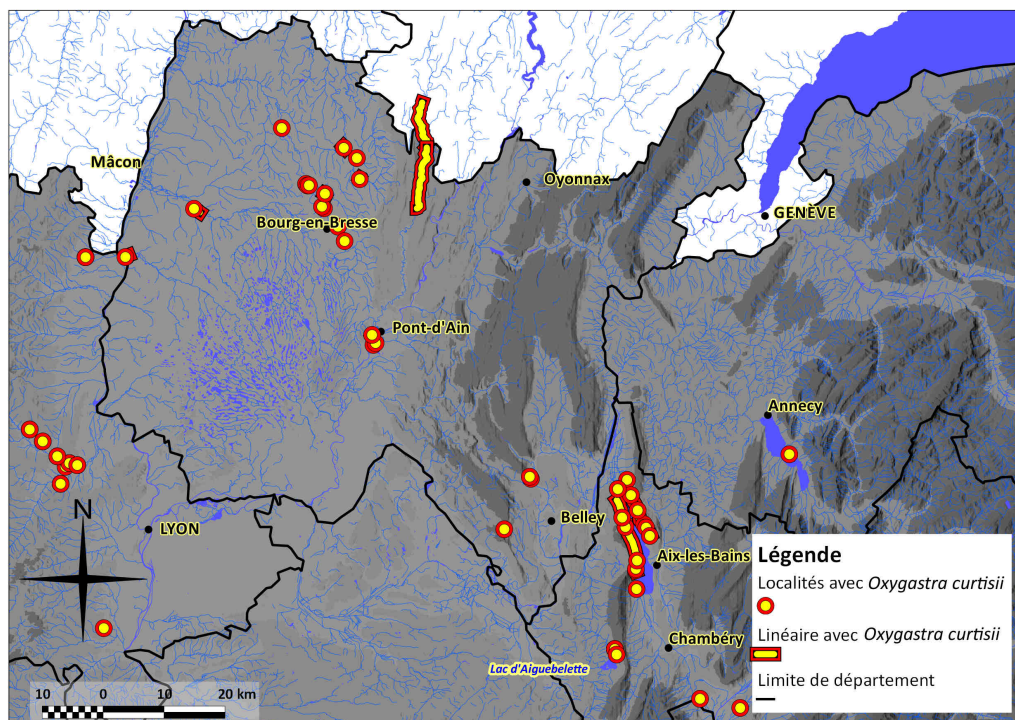 Mâcon
Oyonnax
GENÈVE
Bourg-en-Bresse
Pont-d'Ain
Annecy
N
LYON
Belley
Aix-les-Bains
Chambéry
Lac d'Aiguebelette
Légende
Localités avec Oxygastra curtisii
Linéaire avec Oxygastra curtisii
Limite de département
10 0 10 20 km